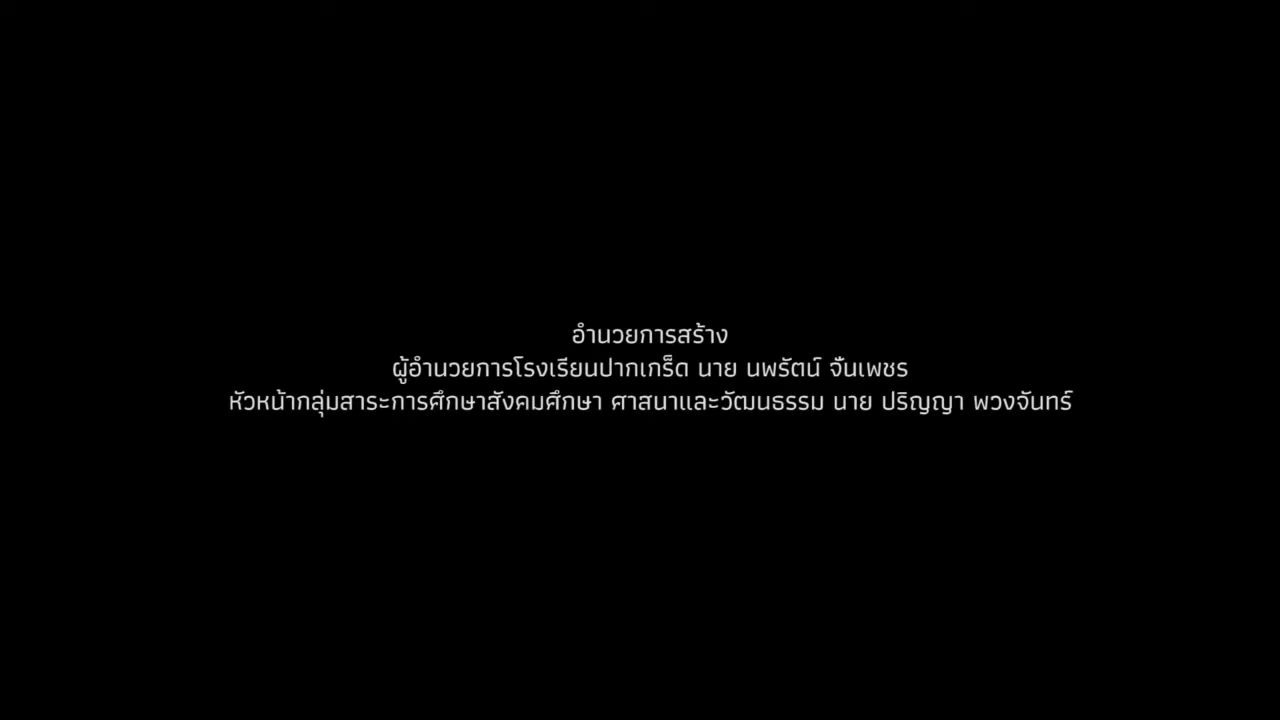 อำนวยการสร้าง
ผู้อำนวยการโรงเรียนปากเกร็ด นาย นพรัตน์ จั่นเพชร
หัวหน้ากลุ่มสาระการศึกษาสังคมศึกษา ศาสนาและวัฒนธรรม นาย ปริญญา พวงจันทร์